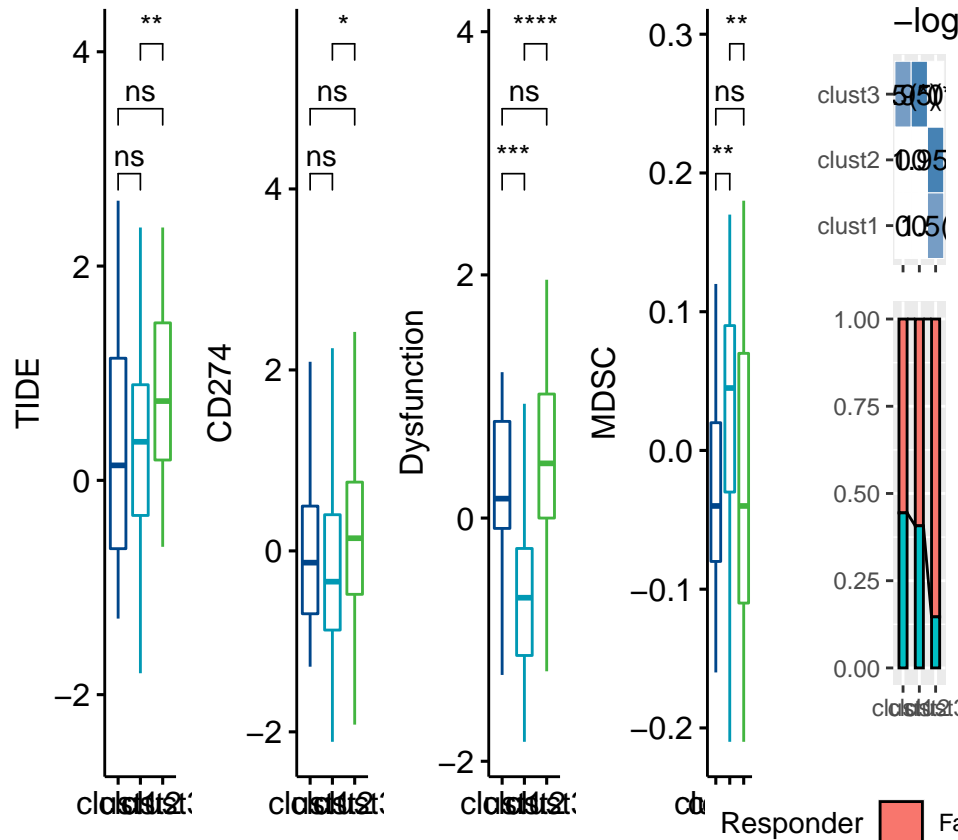 TIDE
4
2
0
−2
**
ns
ns
CD274
4
2
0
−2
*
ns
ns
Dysfunction
4
2
0
−2
****
ns
***
MDSC
0.3
0.2
0.1
0.0
−0.1
−0.2
**
ns
**
−log
clust3
clust2
clust1
1.00
0.75
0.50
0.25
0.00
Responder